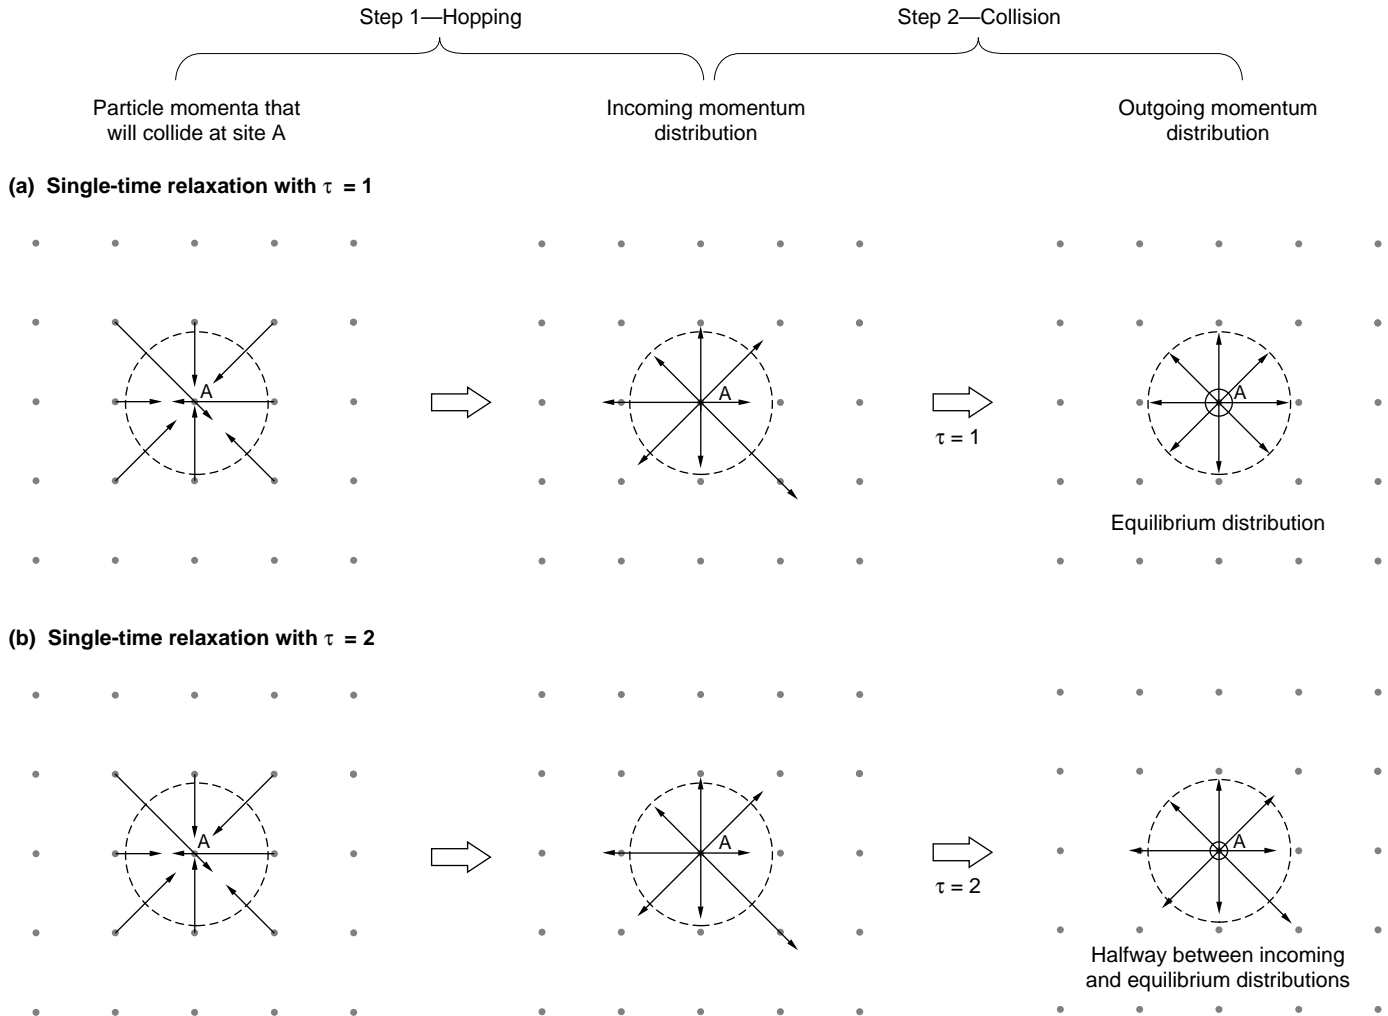 Step 1—Hopping
Step 2—Collision
Particle momenta that
will collide at site A
Incoming momentum
distribution
Outgoing momentum
distribution
(a) Single-time relaxation with τ = 1
A
A
A
τ = 1
Equilibrium distribution
(b) Single-time relaxation with τ = 2
A
A
A
τ = 2
Halfway between incoming
and equilibrium distributions